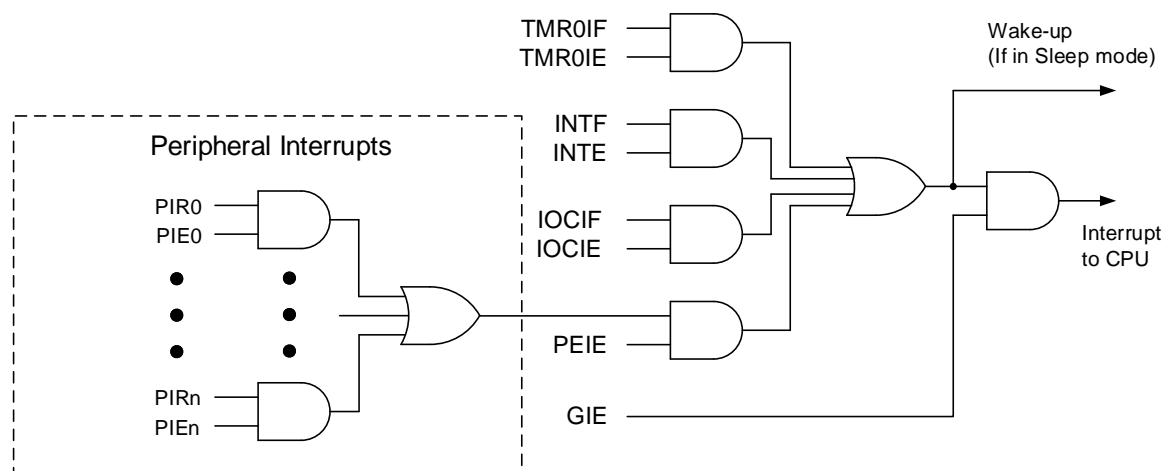 TMR0IF
TMR0IE
Wake-up
(If in Sleep mode)
INTF
INTE
Peripheral Interrupts
PIR0
PIE0
IOCIF
IOCIE
Interrupt
to CPU
PEIE
PIRn
PIEn
GIE